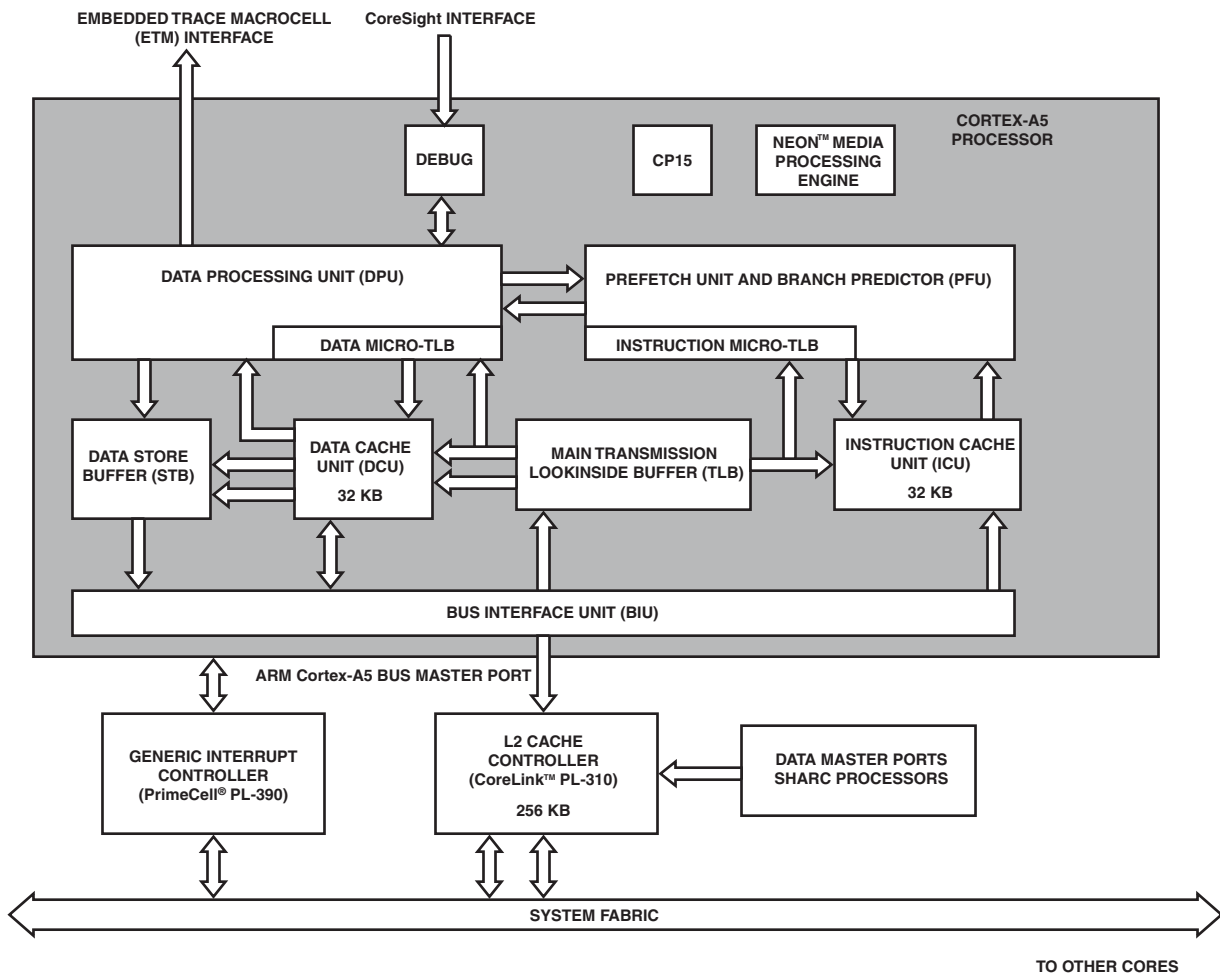 EMBEDDED TRACE MACROCELL
(ETM) INTERFACE
CoreSight INTERFACE
CORTEX-A5
PROCESSOR
DEBUG
CP15
NEON™ MEDIA
PROCESSING
ENGINE
DATA PROCESSING UNIT (DPU)
PREFETCH UNIT AND BRANCH PREDICTOR (PFU)
DATA MICRO-TLB
INSTRUCTION MICRO-TLB
DATA STORE
BUFFER (STB)
DATA CACHE
UNIT (DCU)
32 KB
MAIN TRANSMISSION
LOOKINSIDE BUFFER (TLB)
INSTRUCTION CACHE
UNIT (ICU)
32 KB
BUS INTERFACE UNIT (BIU)
ARM Cortex-A5 BUS MASTER PORT
GENERIC INTERRUPT
CONTROLLER
(PrimeCell® PL-390)
L2 CACHE
CONTROLLER
(CoreLink™ PL-310)
256 KB
DATA MASTER PORTS
SHARC PROCESSORS
SYSTEM FABRIC
TO OTHER CORES